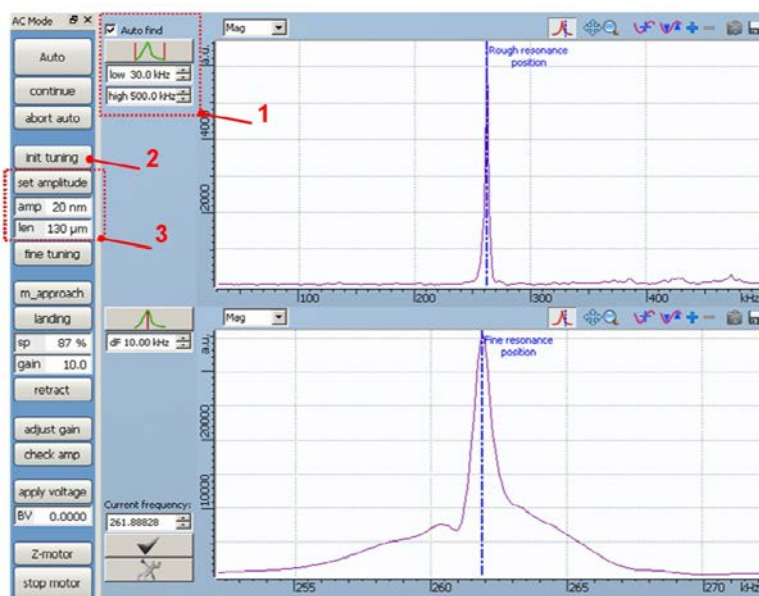 AC Mode
Auto
continue
abort auto
init tuning
set amplitude
amp 20 nm
len 130 µm
fine tuning
m_approach
landing
sp 87 %
gain 10.0
retract
adjust gain
check amp
apply voltage
BV 0.0000
Z-motor
stop motor
Auto find
low 30.0 kHz
high 500.0 kHz
1
2
3
Mag
a.u.
Rough resonance
position
4000
2000
100
200
300
400
kHz
dF 10.00 kHz
Current frequency:
261.88828
Mag
a.u.
Fine resonance
position
20000
10000
255
260
265
270
kHz